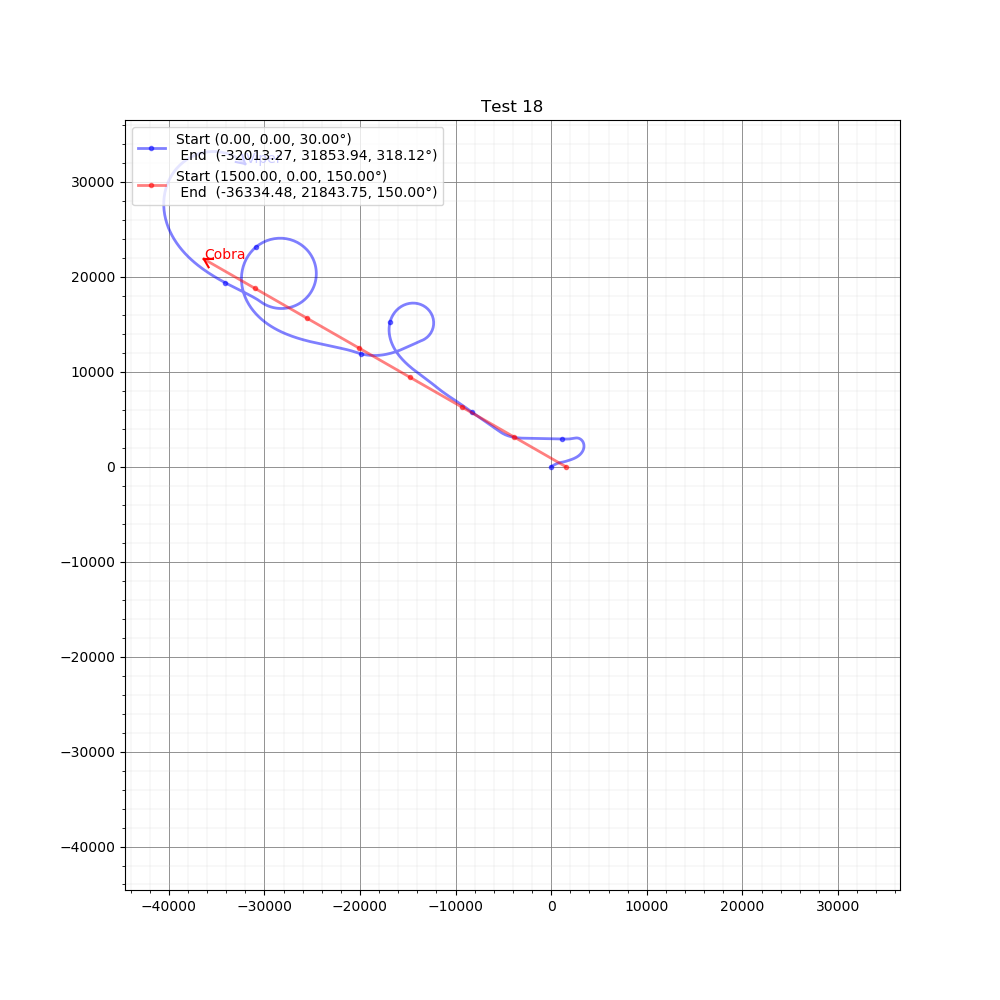 Test 18
Start (0.00, 0.00, 30.00°)
End (-32013.27, 31853.94, 318.12°)
Start (1500.00, 0.00, 150.00°)
End (-36334.48, 21843.75, 150.00°)
Cobra
30000
20000
10000
0
−10000
−20000
−30000
−40000
−40000 −30000 −20000 −10000 0 10000 20000 30000